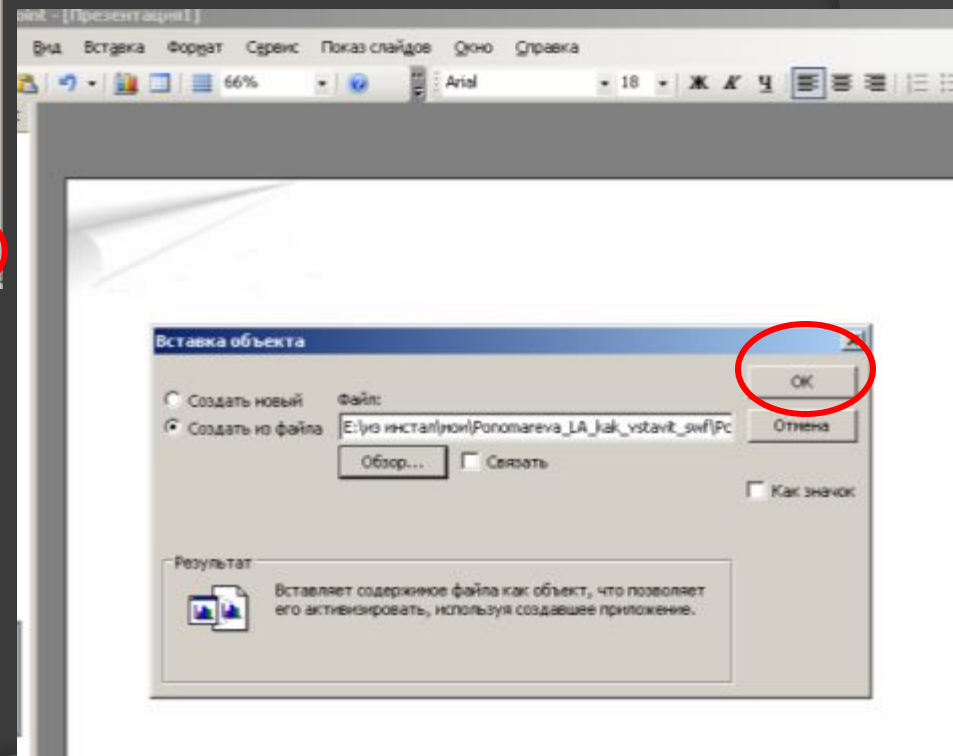 oint - [Презентация1]
Вид Вставка Формат Сервис Показ слайдов Окно Справка
66% Arial 18 Ж К Ч
Вставка объекта
Создать новый
Создать из файла
Файл:
E:\из инстал\мои\Ponomareva_LA_kak_vstavit_swf\Pc
Обзор...
Связать
ОК
Отмена
Как значок
Результат
Вставляет содержимое файла как объект, что позволяет
его активизировать, используя создавшее приложение.